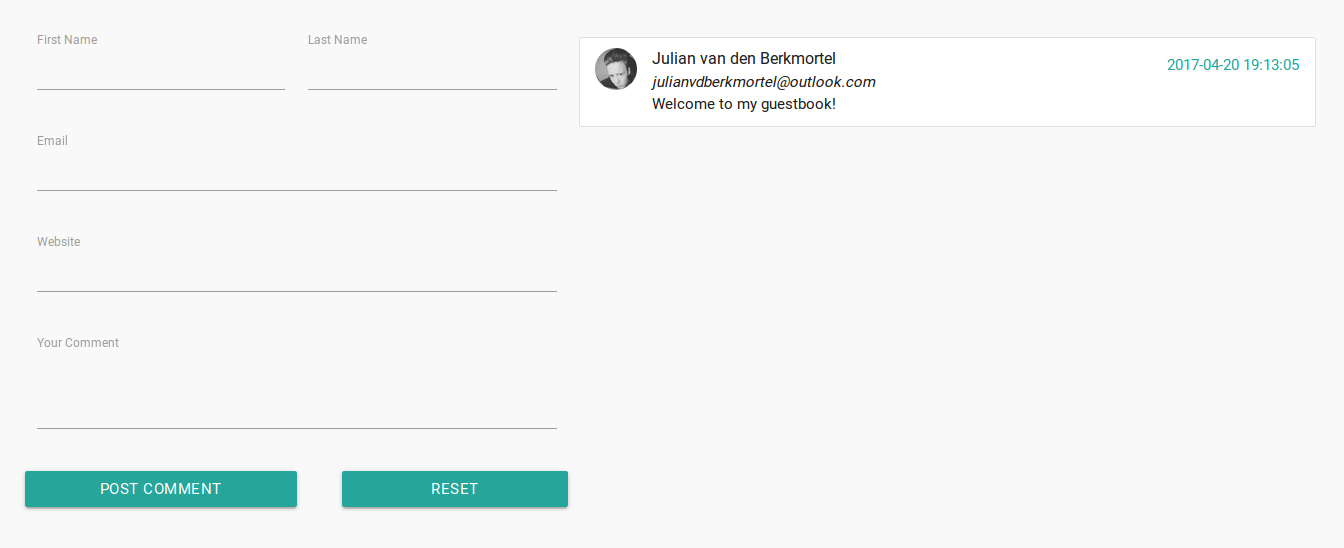 First Name
Last Name
Email
Website
Your Comment
POST COMMENT
RESET
Julian van den Berkmortel
2017-04-20 19:13:05
julianvdberkmortel@outlook.com
Welcome to my guestbook!